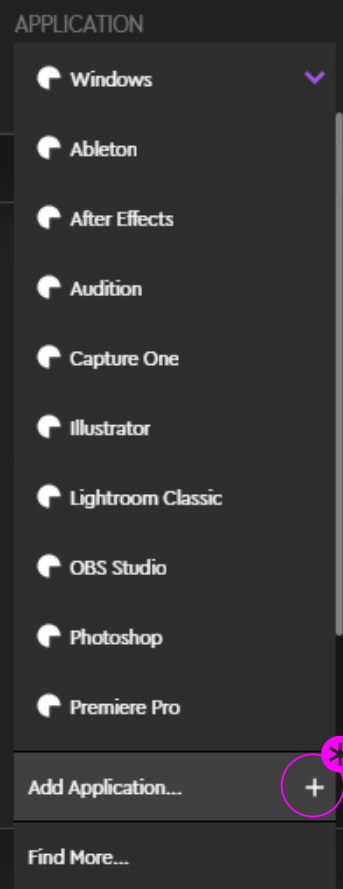 APPLICATION
Windows
Ableton
After Effects
Audition
Capture One
Illustrator
Lightroom Classic
OBS Studio
Photoshop
Premiere Pro
Add Application... +
Find More...